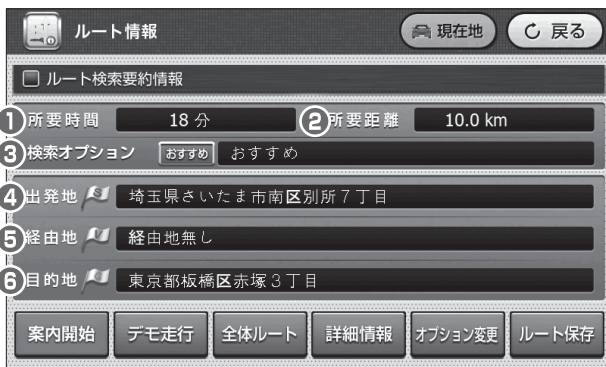 ルート情報 現在地 戻る
ルート検索要約情報
1 所要時間 18 分 2 所要距離 10.0 km
3 検索オプション おすすめ おすすめ
4 出発地 S 埼玉県さいたま市南区別所7丁目
5 経由地 経由地無し
6 目的地 東京都板橋区赤塚3丁目
案内開始 デモ走行 全体ルート 詳細情報 オプション変更 ルート保存